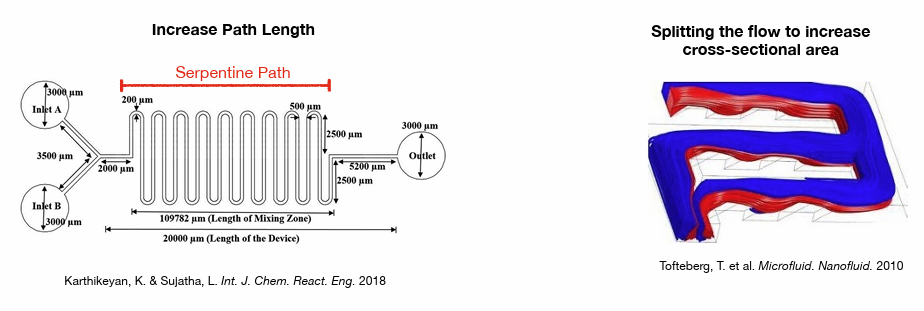 Increase Path Length
Serpentine Path
3000 µm
Inlet A
200 µm
500 µm
2500 µm
3000 µm
3500 µm
2000 µm
5200 µm
Outlet
2500 µm
Inlet B
3000 µm
109782 µm (Length of Mixing Zone)
20000 µm (Length of the Device)
Karthikeyan, K. & Sujatha, L. Int. J. Chem. React. Eng. 2018
Splitting the flow to increase
cross-sectional area
Tofteberg, T. et al. Microfluid. Nanofluid. 2010